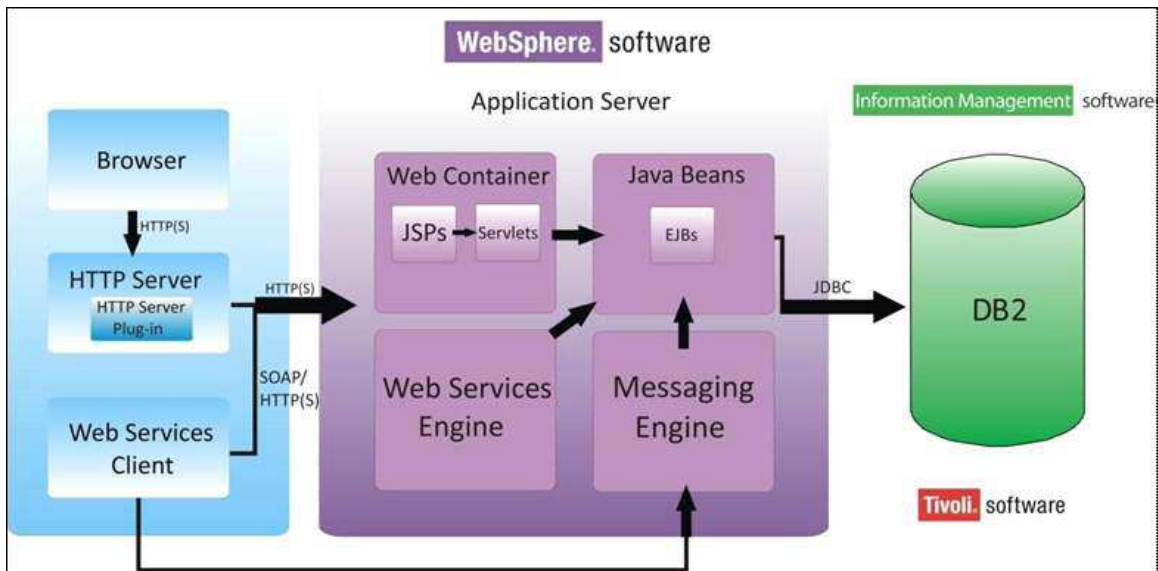 WebSphere. software
Application Server
Information Management software
Browser
HTTP(S)
HTTP Server
HTTP Server
Plug-in
HTTP(S)
SOAP/
HTTP(S)
Web Services
Client
Web Container
JSPs
Servlets
Java Beans
EJBs
Web Services
Engine
Messaging
Engine
JDBC
DB2
Tivoli. software